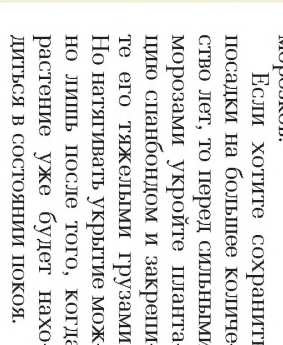 морозков.
Если хотите сохранить
посадки на большее количе-
ство лет, то перед сильными
морозами укройте планта-
цию спанбондом и закрепи-
те его тяжелыми грузами.
Но натягивать укрытие мож-
но лишь после того, когда
растение уже будет нахо-
диться в состоянии покоя.